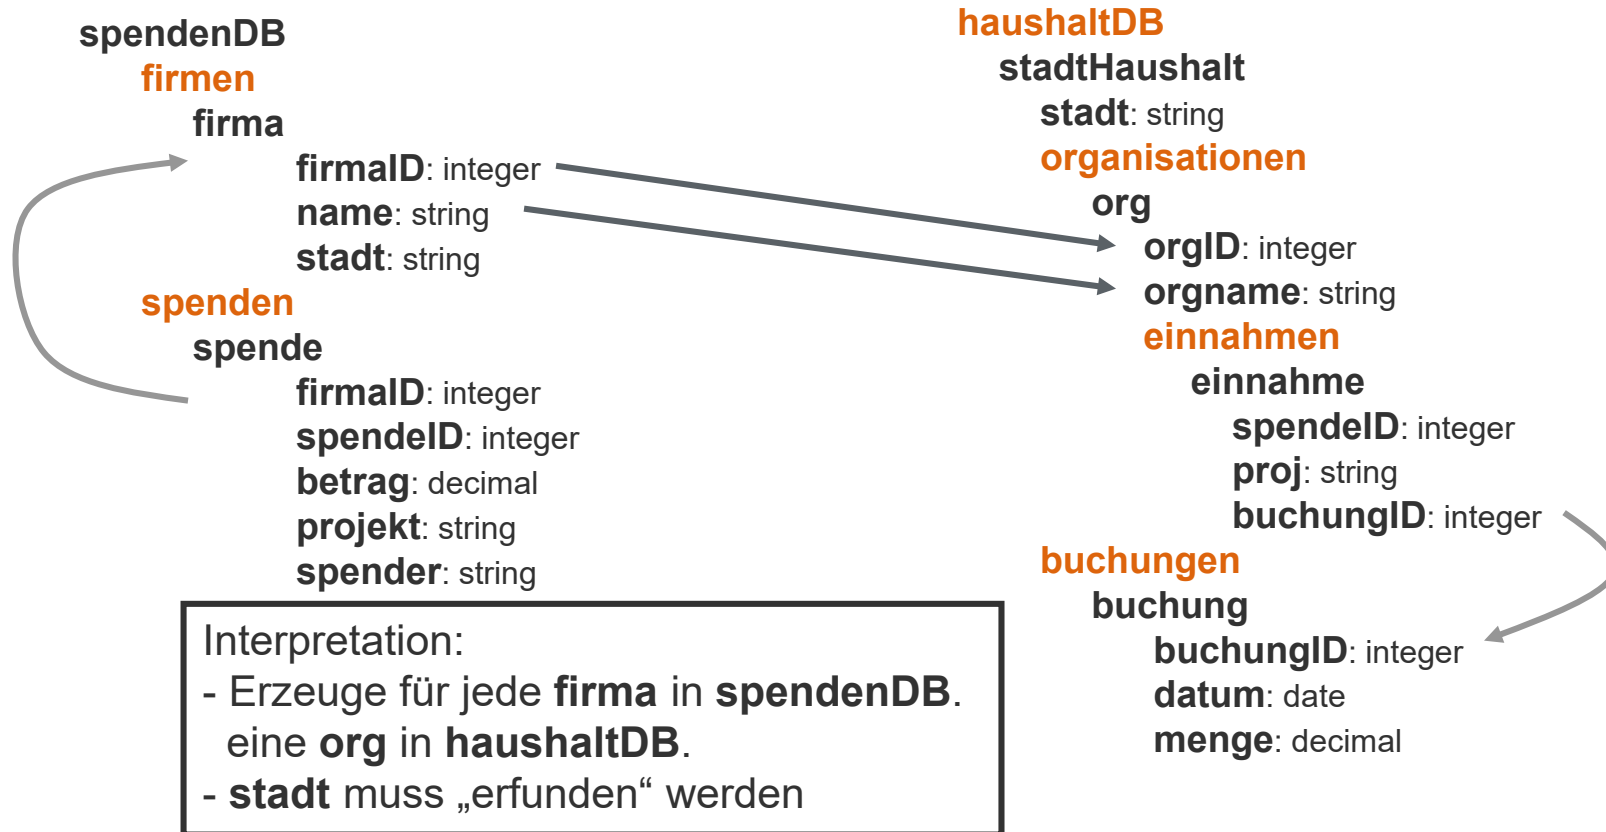 spendenDB
firmen
firma
firmaID: integer
name: string
stadt: string
spenden
spende
firmaID: integer
spendeID: integer
betrag: decimal
projekt: string
spender: string
haushaltDB
stadtHaushalt
stadt: string
organisationen
org
orgID: integer
orgname: string
einnahmen
einnahme
spendeID: integer
proj: string
buchungID: integer
buchungen
buchung
buchungID: integer
datum: date
menge: decimal
Interpretation:
- Erzeuge für jede firma in spendenDB.
eine org in haushaltDB.
- stadt muss „erfunden“ werden